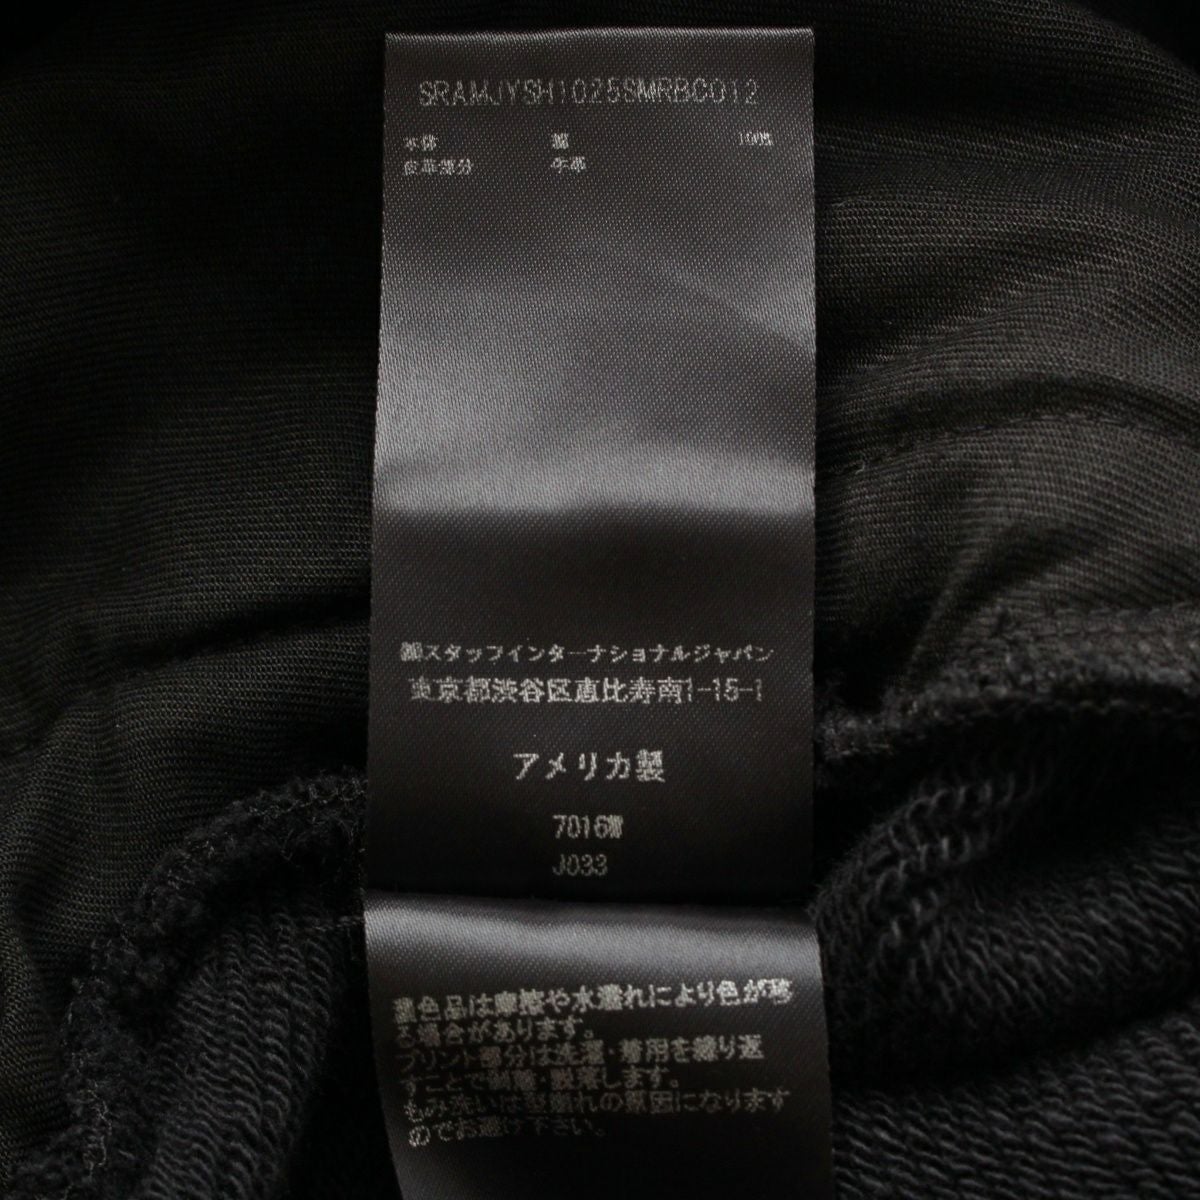 SRAMJYSH1025SMRBCO12
本体 綿 100%
皮革部分 牛革
㈱スタッフインターナショナルジャパン
東京都渋谷区恵比寿南1-15-1
アメリカ製
7016W
J033
濃色品は摩擦や水濡れにより色が移
る場合があります。
プリント部分は洗濯・着用を繰り返
すことで剥離・脱落します。
もみ洗いは型崩れの原因になります
のでお避け下さい。